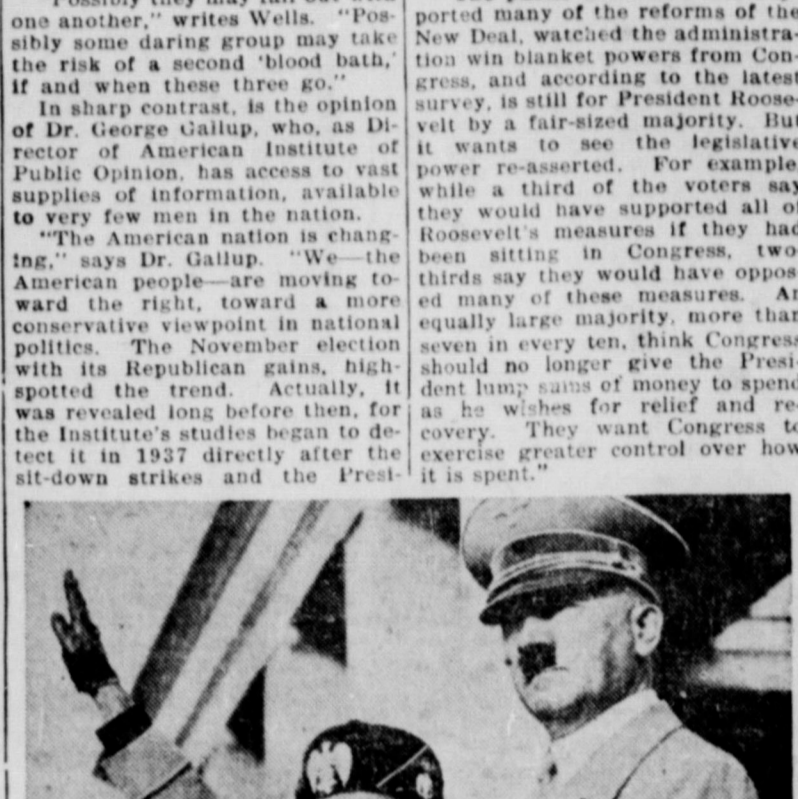 one another," writes Wells. "Pos-
sibly some daring group may take
the risk of a second 'blood bath,'
if and when these three go."
In sharp contrast, is the opinion
of Dr. George Gallup, who, as Di-
rector of American Institute of
Public Opinion, has access to vast
supplies of information, available
to very few men in the nation.
"The American nation is chang-
ing," says Dr. Gallup. "We—the
American people—are moving to-
ward the right, toward a more
conservative viewpoint in national
politics. The November election
with its Republican gains, high-
spotted the trend. Actually, it
was revealed long before then, for
the Institute's studies began to de-
tect it in 1937 directly after the
sit-down strikes and the Presi-
ported many of the reforms of the
New Deal, watched the administra-
tion win blanket powers from Con-
gress, and according to the latest
survey, is still for President Roose-
velt by a fair-sized majority. But
it wants to see the legislative
power re-asserted. For example
while a third of the voters say
they would have supported all of
Roosevelt's measures if they had
been sitting in Congress, two-
thirds say they would have oppos-
ed many of these measures. An
equally large majority, more than
seven in every ten, think Congress
should no longer give the Presi-
dent lump sums of money to spend
as he wishes for relief and re-
covery. They want Congress to
exercise greater control over how
it is spent."